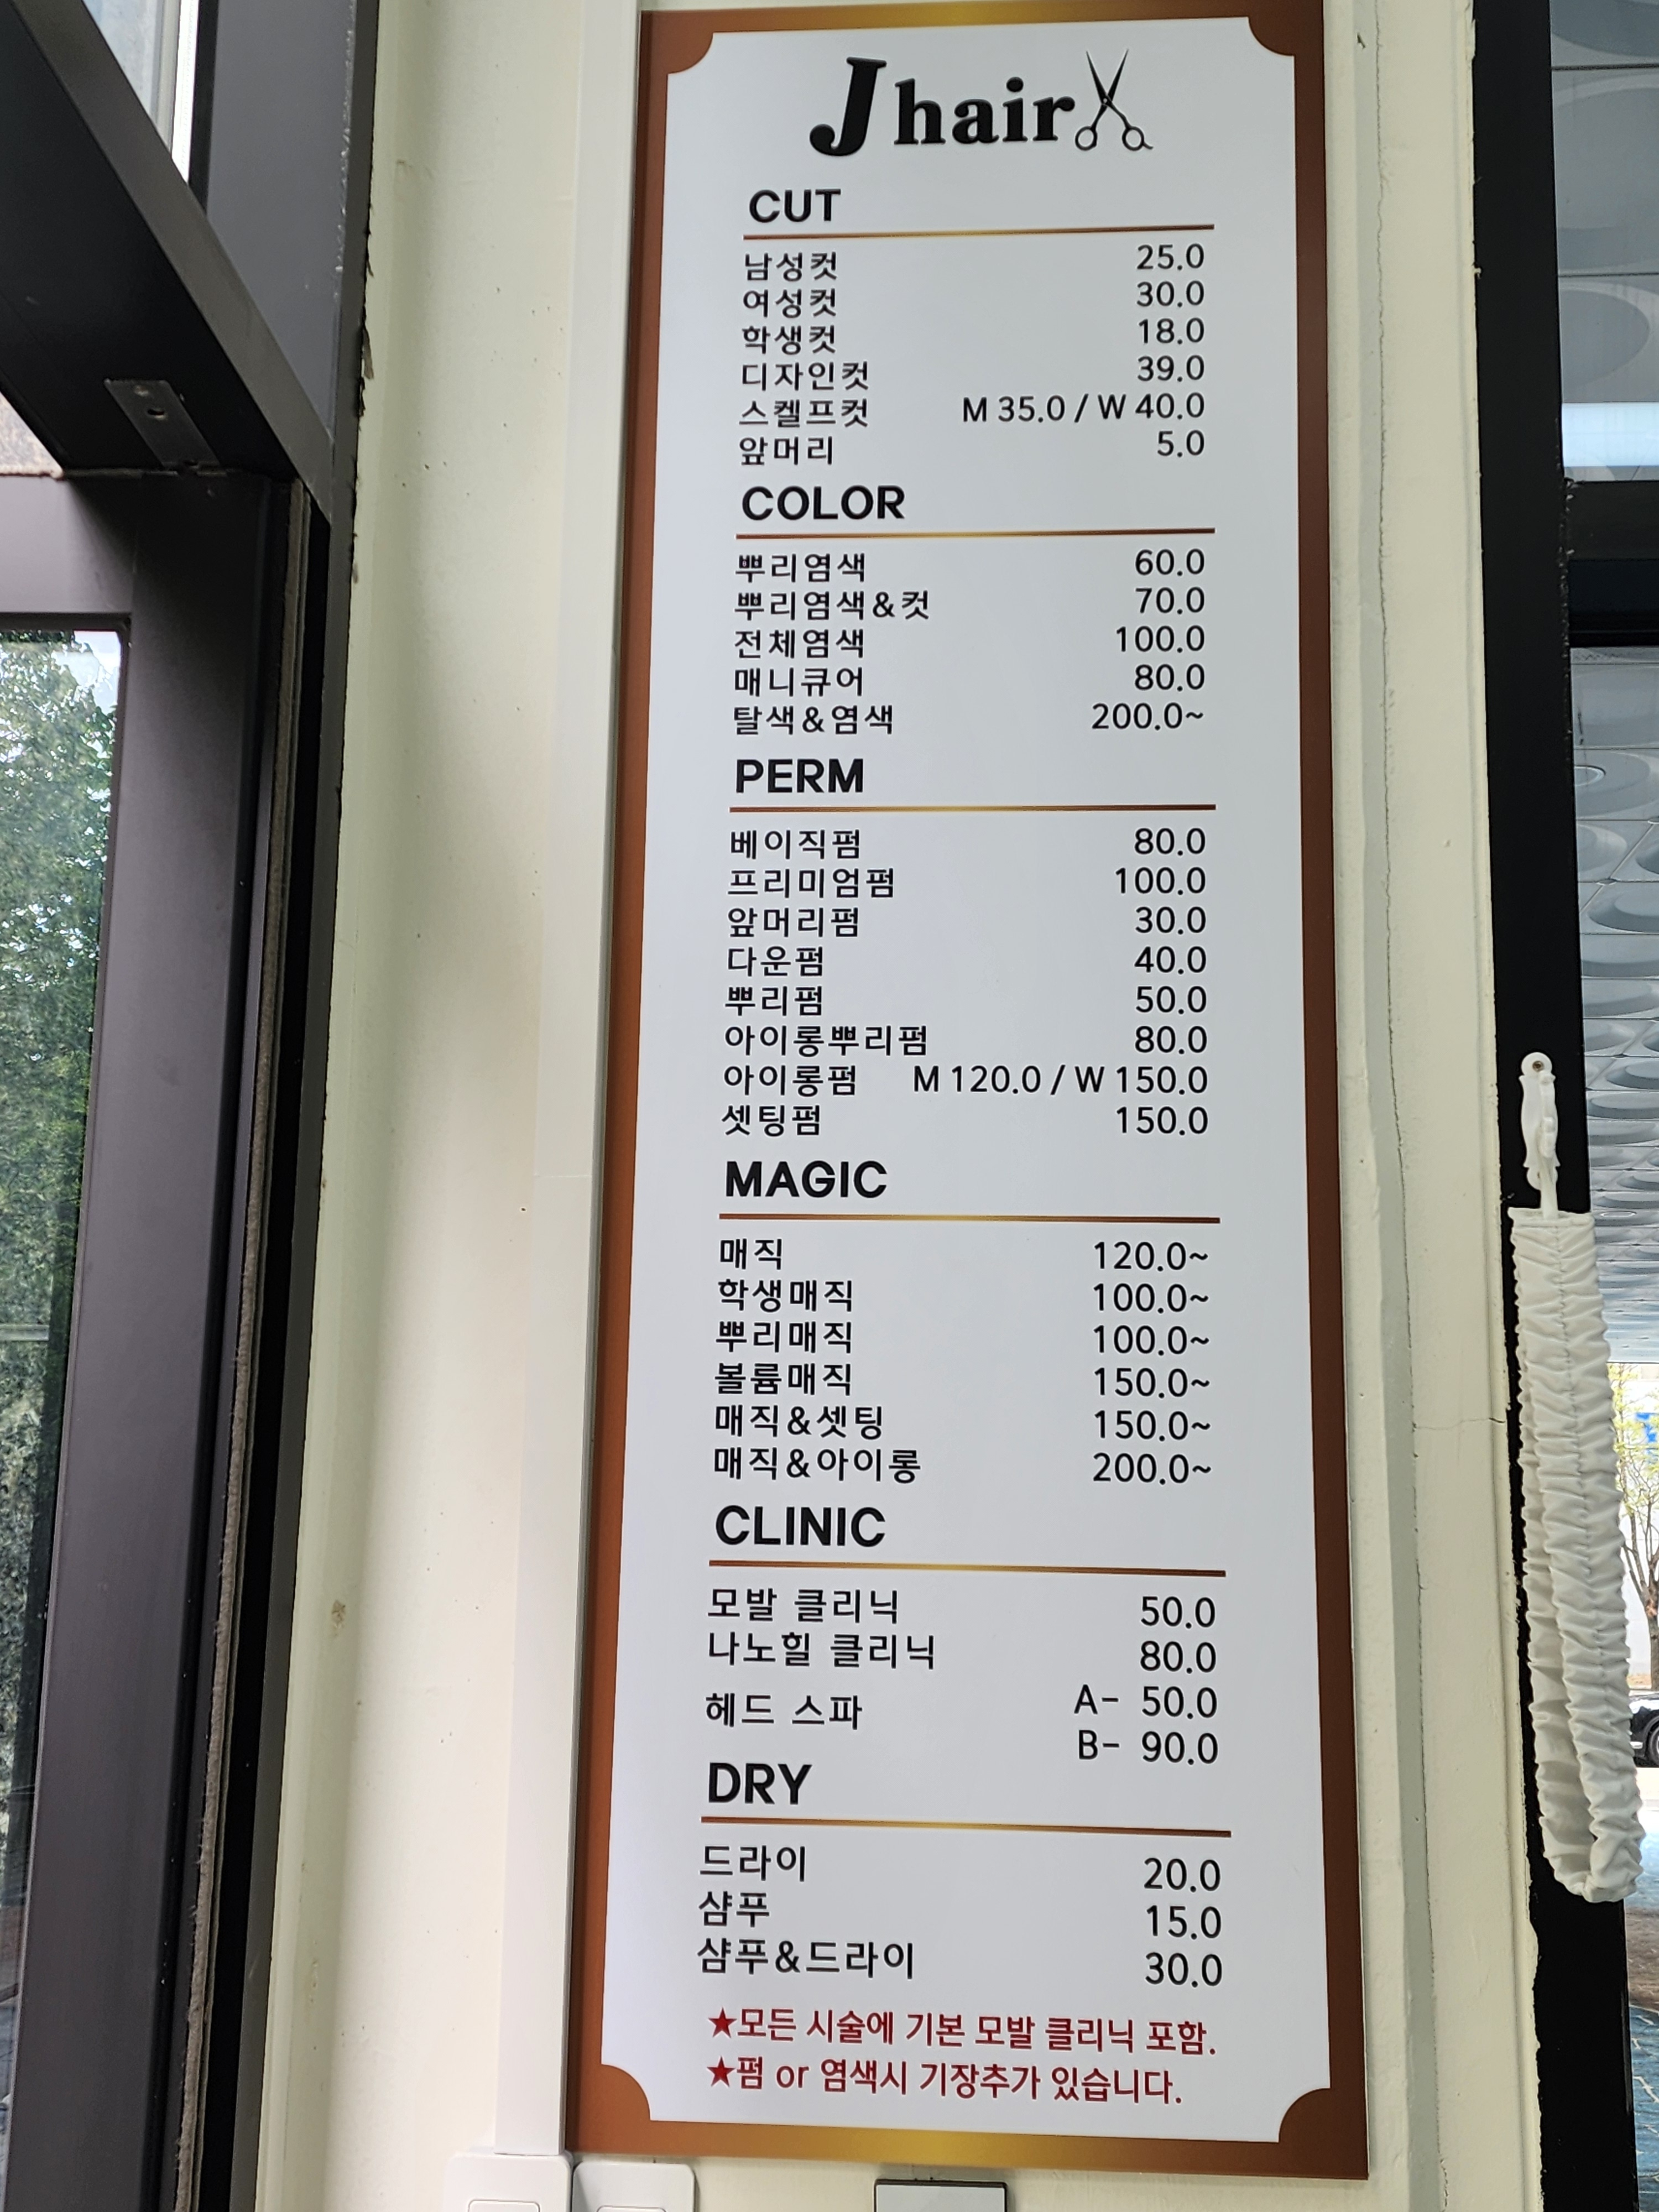 J hair
CUT
남성컷 25.0
여성컷 30.0
학생컷 18.0
디자인컷 39.0
스켈프컷 M 35.0 / W 40.0
앞머리 5.0
COLOR
뿌리염색 60.0
뿌리염색&컷 70.0
전체염색 100.0
매니큐어 80.0
탈색&염색 200.0~
PERM
베이직펌 80.0
프리미엄펌 100.0
앞머리펌 30.0
다운펌 40.0
뿌리펌 50.0
아이롱뿌리펌 80.0
아이롱펌 M 120.0 / W 150.0
셋팅펌 150.0
MAGIC
매직 120.0~
학생매직 100.0~
뿌리매직 100.0~
볼륨매직 150.0~
매직&셋팅 150.0~
매직&아이롱 200.0~
CLINIC
모발 클리닉 50.0
나노힐 클리닉 80.0
헤드 스파 A- 50.0
B- 90.0
DRY
드라이 20.0
샴푸 15.0
샴푸&드라이 30.0
★모든 시술에 기본 모발 클리닉 포함.
★펌 or 염색시 기장추가 있습니다.